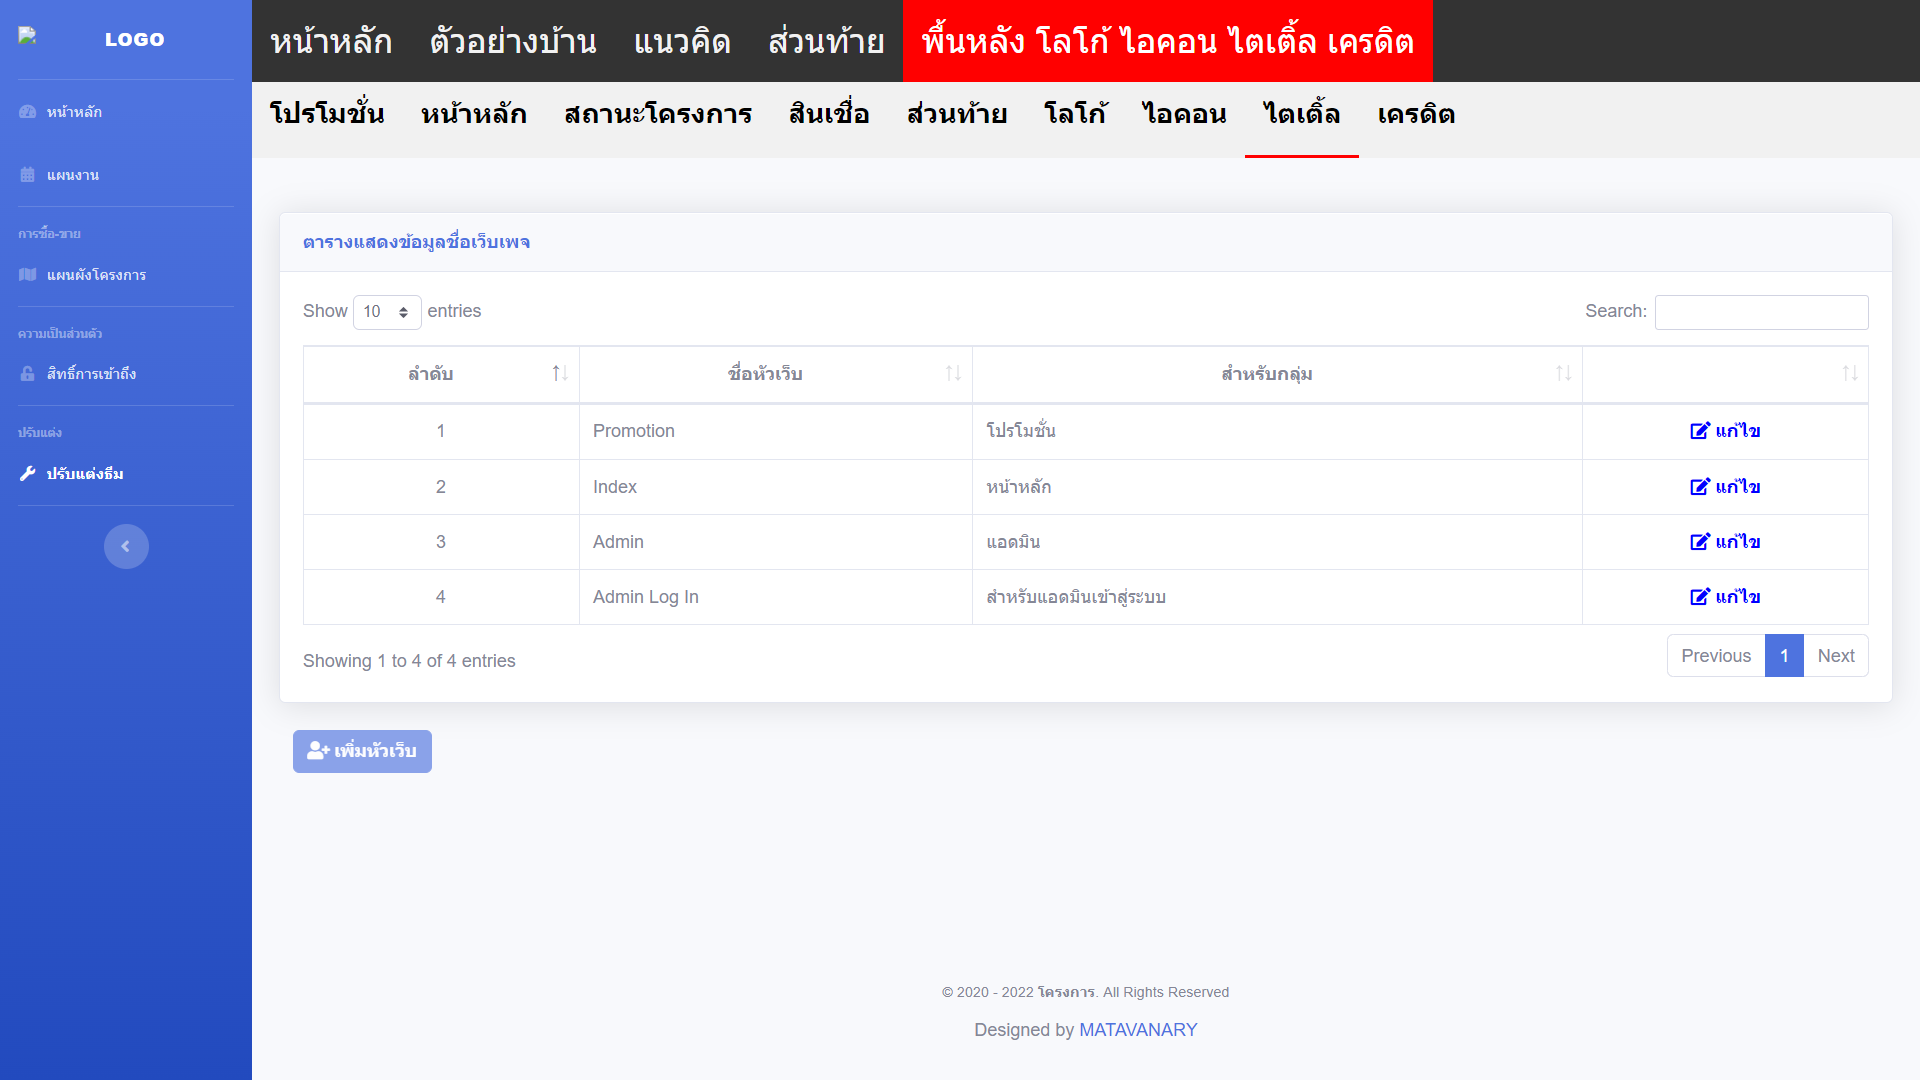 LOGO
หน้าหลัก
แผนงาน
การซื้อ-ขาย
แผนผังโครงการ
ความเป็นส่วนตัว
สิทธิ์การเข้าถึง
ปรับแต่ง
ปรับแต่งธีม
หน้าหลัก ตัวอย่างบ้าน แนวคิด ส่วนท้าย พื้นหลัง โลโก้ ไอคอน ไตเติ้ล เครดิต
โปรโมชั่น หน้าหลัก สถานะโครงการ สินเชื่อ ส่วนท้าย โลโก้ ไอคอน ไตเติ้ล เครดิต
ตารางแสดงข้อมูลชื่อเว็บเพจ
Show 10 entries Search:
ลำดับ ชื่อหัวเว็บ สำหรับกลุ่ม
1 Promotion โปรโมชั่น แก้ไข
2 Index หน้าหลัก แก้ไข
3 Admin แอดมิน แก้ไข
4 Admin Log In สำหรับแอดมินเข้าสู่ระบบ แก้ไข
Showing 1 to 4 of 4 entries Previous 1 Next
เพิ่มหัวเว็บ
© 2020 - 2022 โครงการ. All Rights Reserved
Designed by MATAVANARY